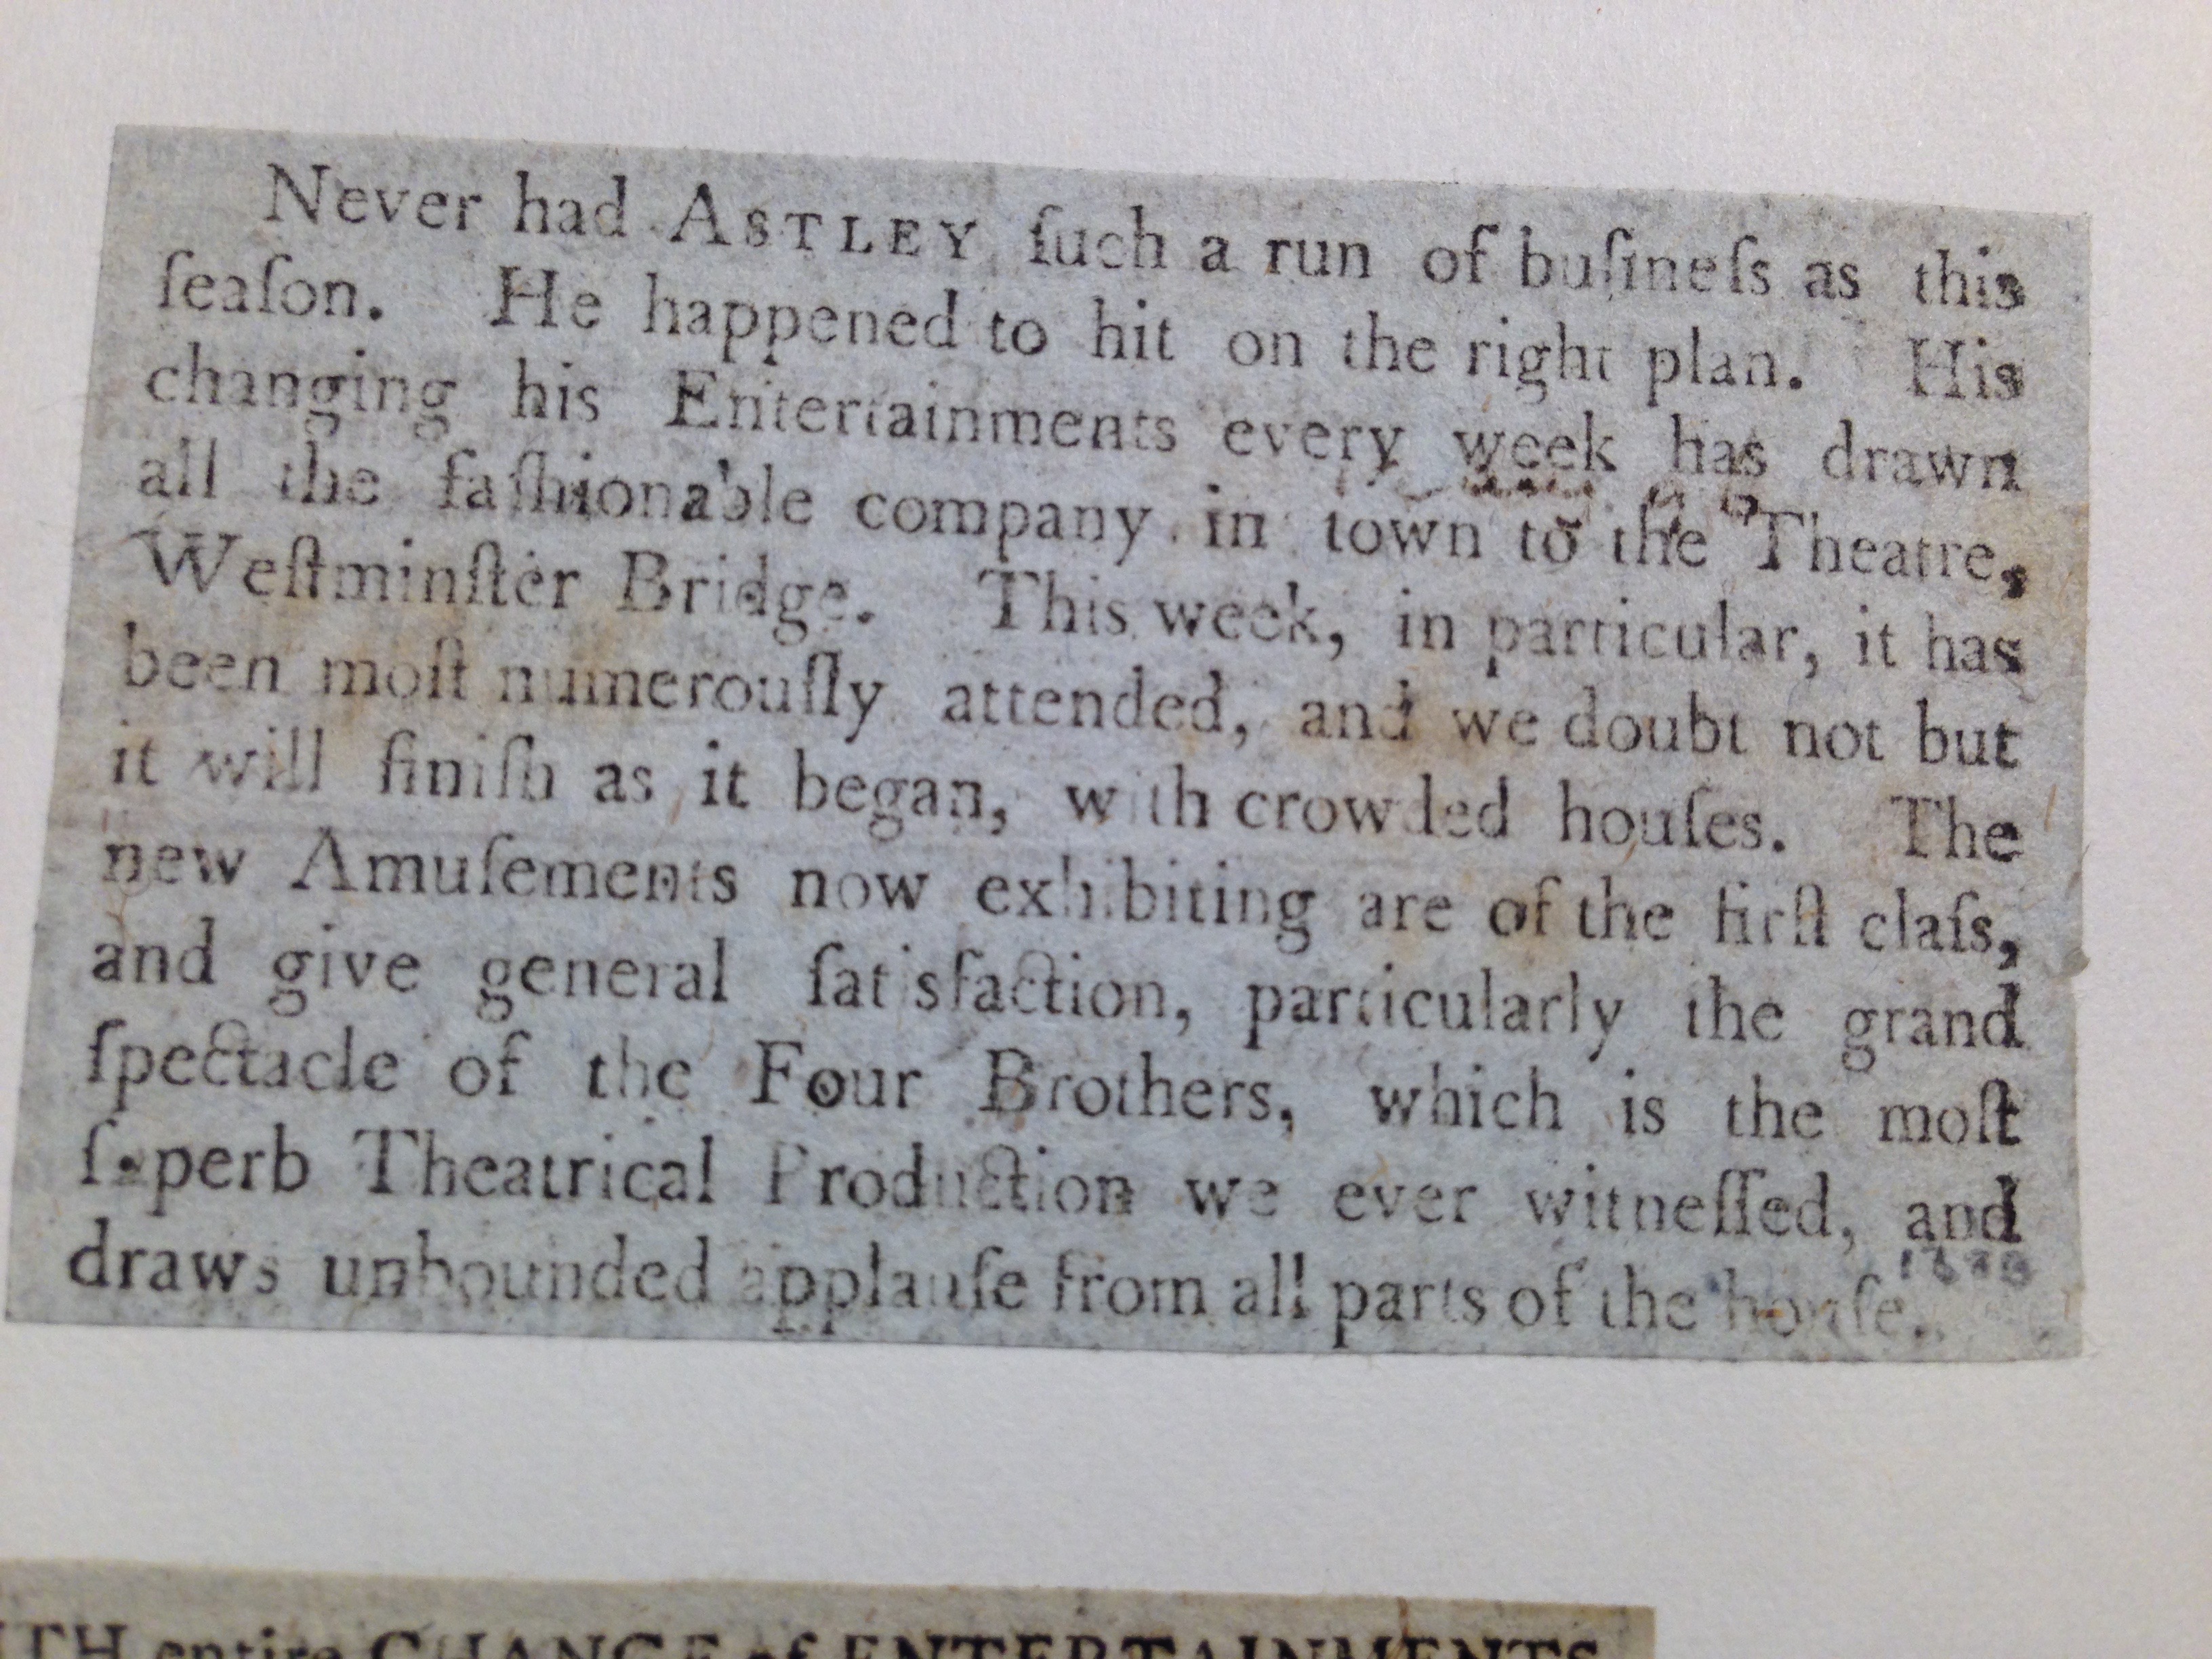 Never had ASTLEY ſuch a run of buſineſs as this
ſeaſon. He happened to hit on the right plan. His
changing his Entertainments every week has drawn
all the faſhionable company in town to the Theatre,
Weſtminſter Bridge. This week, in particular, it has
been moſt numerouſly attended, and we doubt not but
it will finiſh as it began, with crowded houſes. The
new Amuſements now exhibiting are of the firſt claſs,
and give general ſatisfaction, particularly the grand
ſpectacle of the Four Brothers, which is the moſt
ſuperb Theatrical Production we ever witneſſed, and
draws unbounded applauſe from all parts of the houſe.
entire CHANGE of ENTERTAINMENTS